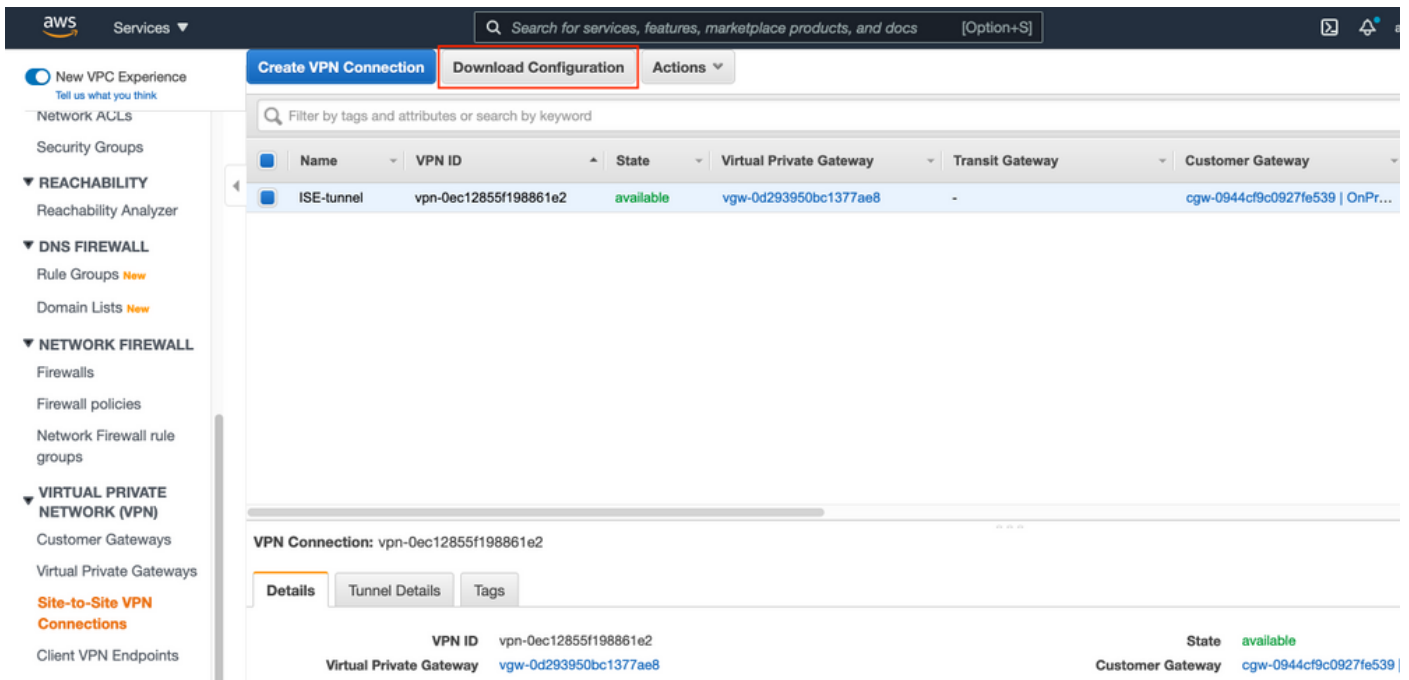 aws
Services
Search for services, features, marketplace products, and docs [Option+S]
New VPC Experience
Tell us what you think
Network ACLs
Security Groups
REACHABILITY
Reachability Analyzer
DNS FIREWALL
Rule Groups New
Domain Lists New
NETWORK FIREWALL
Firewalls
Firewall policies
Network Firewall rule
groups
VIRTUAL PRIVATE
NETWORK (VPN)
Customer Gateways
Virtual Private Gateways
Site-to-Site VPN
Connections
Client VPN Endpoints
Create VPN Connection Download Configuration Actions
Filter by tags and attributes or search by keyword
Name VPN ID State Virtual Private Gateway Transit Gateway Customer Gateway
ISE-tunnel vpn-0ec12855f198861e2 available vgw-0d293950bc1377ae8 - cgw-0944cf9c0927fe539 | OnPr...
VPN Connection: vpn-0ec12855f198861e2
Details Tunnel Details Tags
VPN ID vpn-0ec12855f198861e2 State available
Virtual Private Gateway vgw-0d293950bc1377ae8 Customer Gateway cgw-0944cf9c0927fe539 |